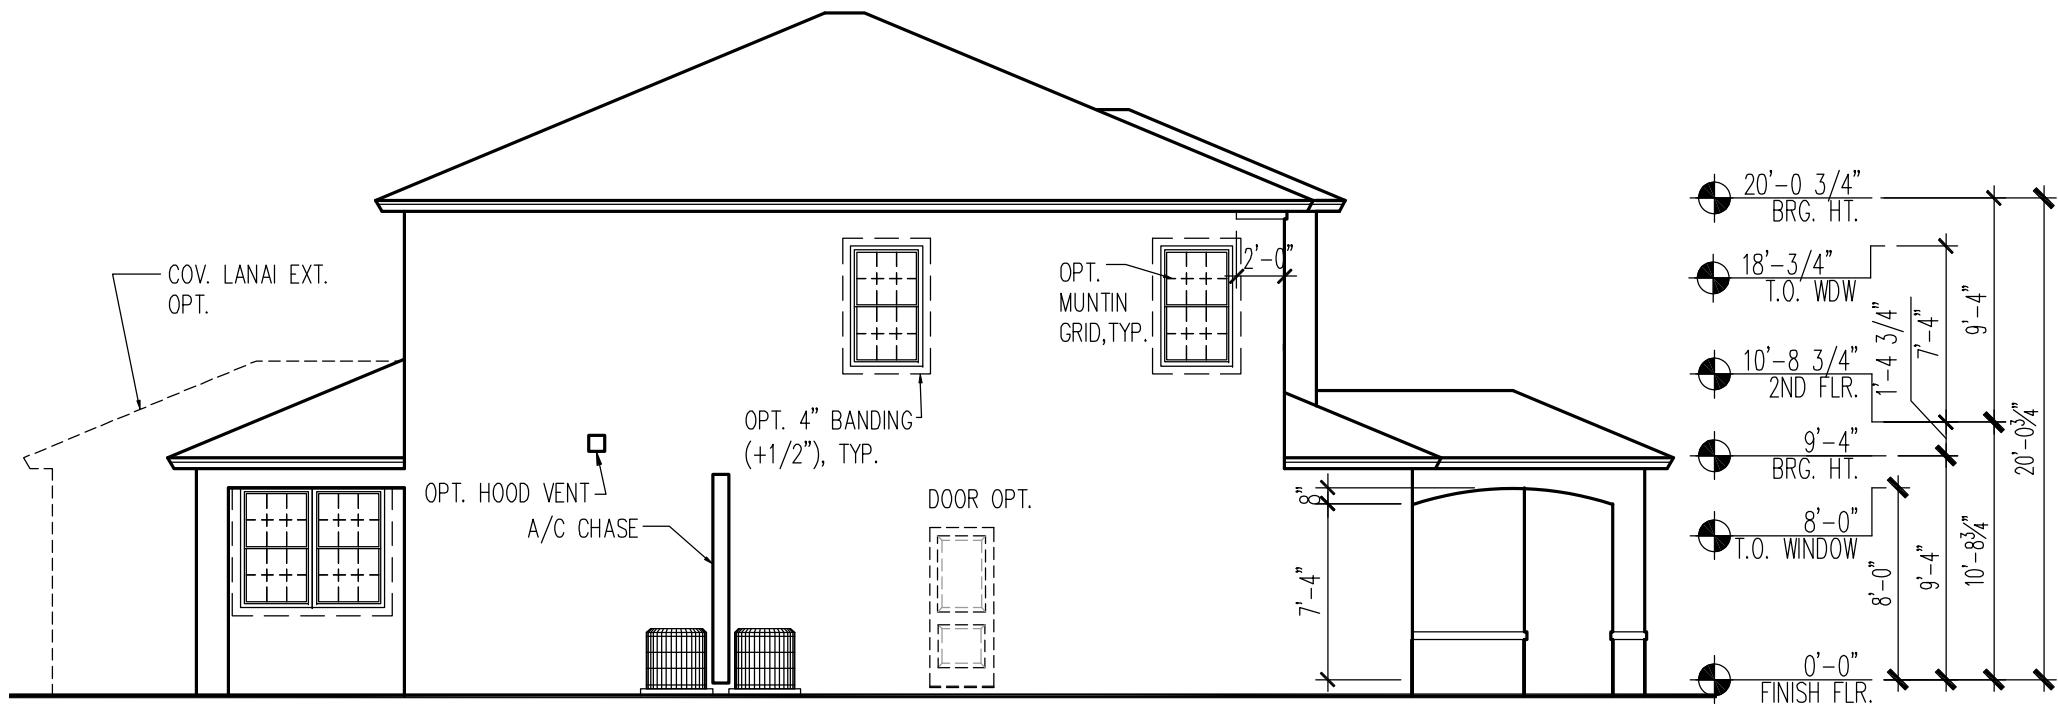 20'-0 3/4"
BRG. HT.
18'-3/4"
T.O. WDW
10'-8 3/4"
2ND FLR.
9'-4"
BRG. HT.
8'-0"
T.O. WINDOW
0'-0"
FINISH FLR.
1'-4 3/4"
7'-4"
9'-4"
20'-0¾"
8'-0"
9'-4"
10'-8¾"
COV. LANAI EXT.
OPT.
OPT.
MUNTIN
GRID,TYP.
2'-0"
OPT. 4" BANDING
(+1/2"), TYP.
OPT. HOOD VENT
A/C CHASE
DOOR OPT.
8"
7'-4"